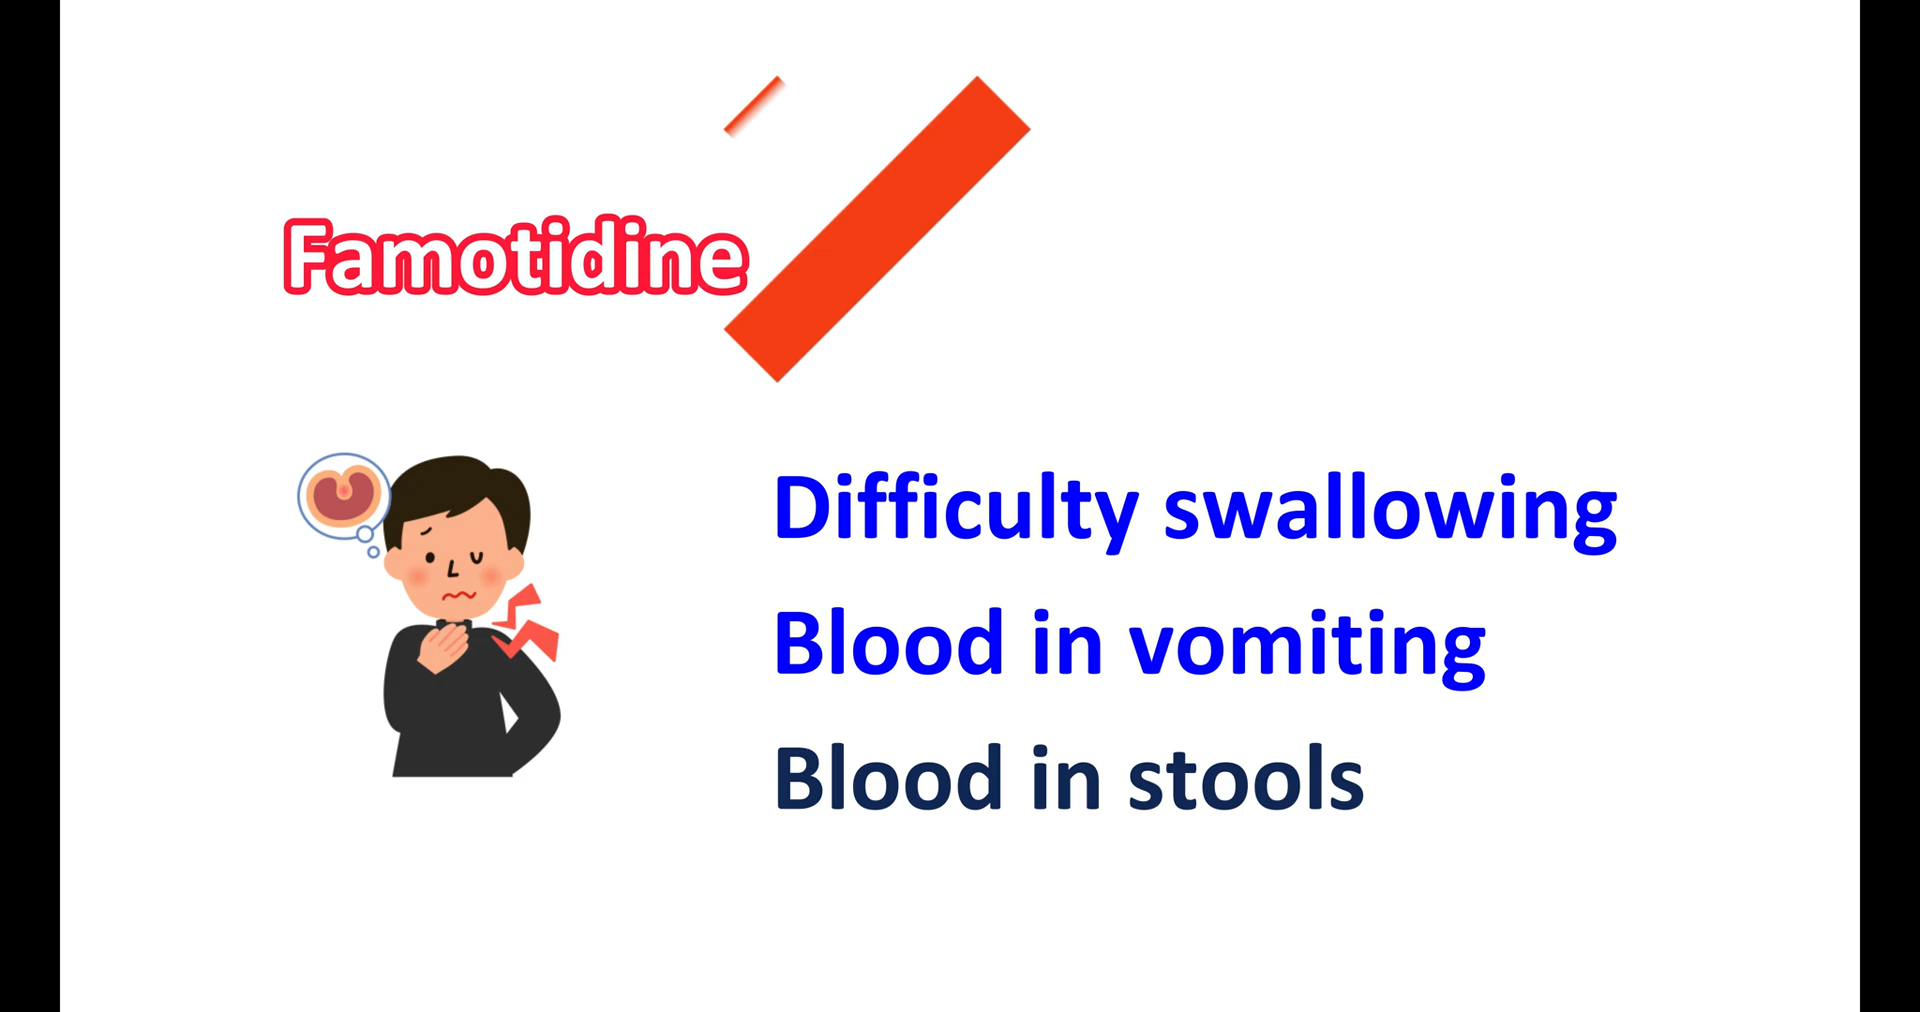 Famotidine
Difficulty swallowing
Blood in vomiting
Blood in stools